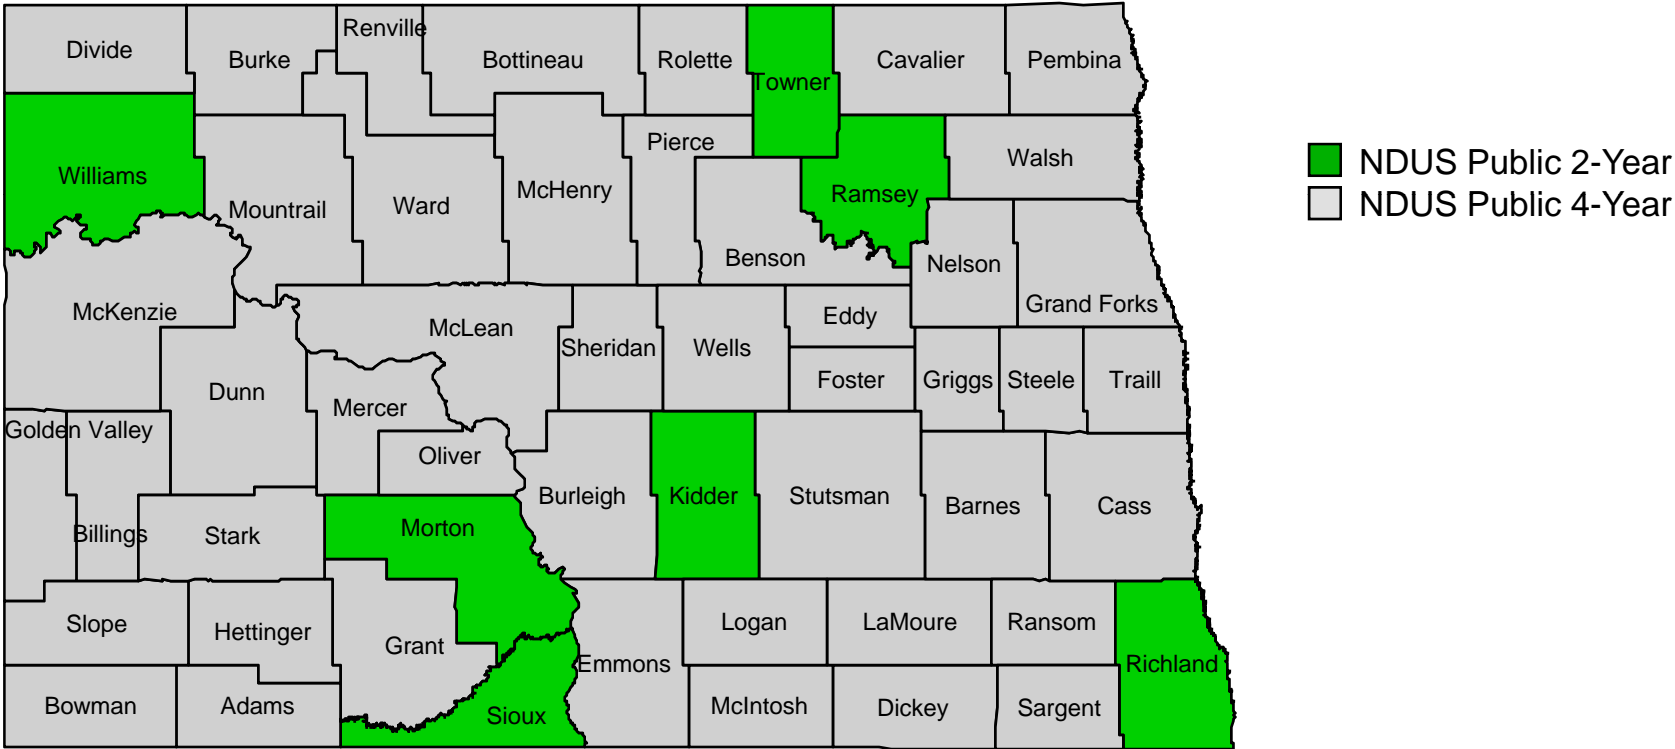 Divide
Burke
Renville
Bottineau
Rolette
Towner
Cavalier
Pembina
Williams
Mountrail
Ward
McHenry
Pierce
Ramsey
Walsh
Benson
Nelson
Grand Forks
McKenzie
McLean
Sheridan
Wells
Eddy
Foster
Griggs
Steele
Traill
Dunn
Mercer
Oliver
Golden Valley
Billings
Stark
Morton
Burleigh
Kidder
Stutsman
Barnes
Cass
Slope
Hettinger
Grant
Emmons
Logan
LaMoure
Ransom
Richland
Bowman
Adams
Sioux
McIntosh
Dickey
Sargent
NDUS Public 2-Year
NDUS Public 4-Year